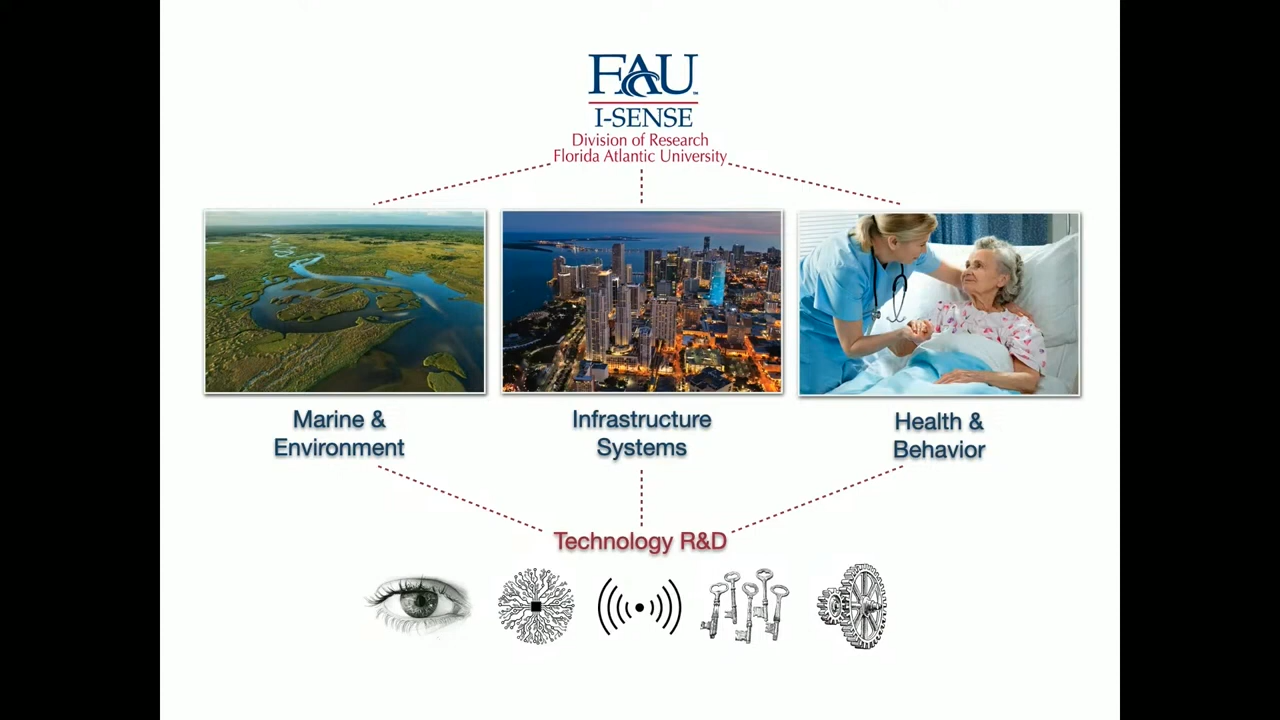 FAU
I-SENSE
Division of Research
Florida Atlantic University
Marine &
Environment
Infrastructure
Systems
Health &
Behavior
Technology R&D